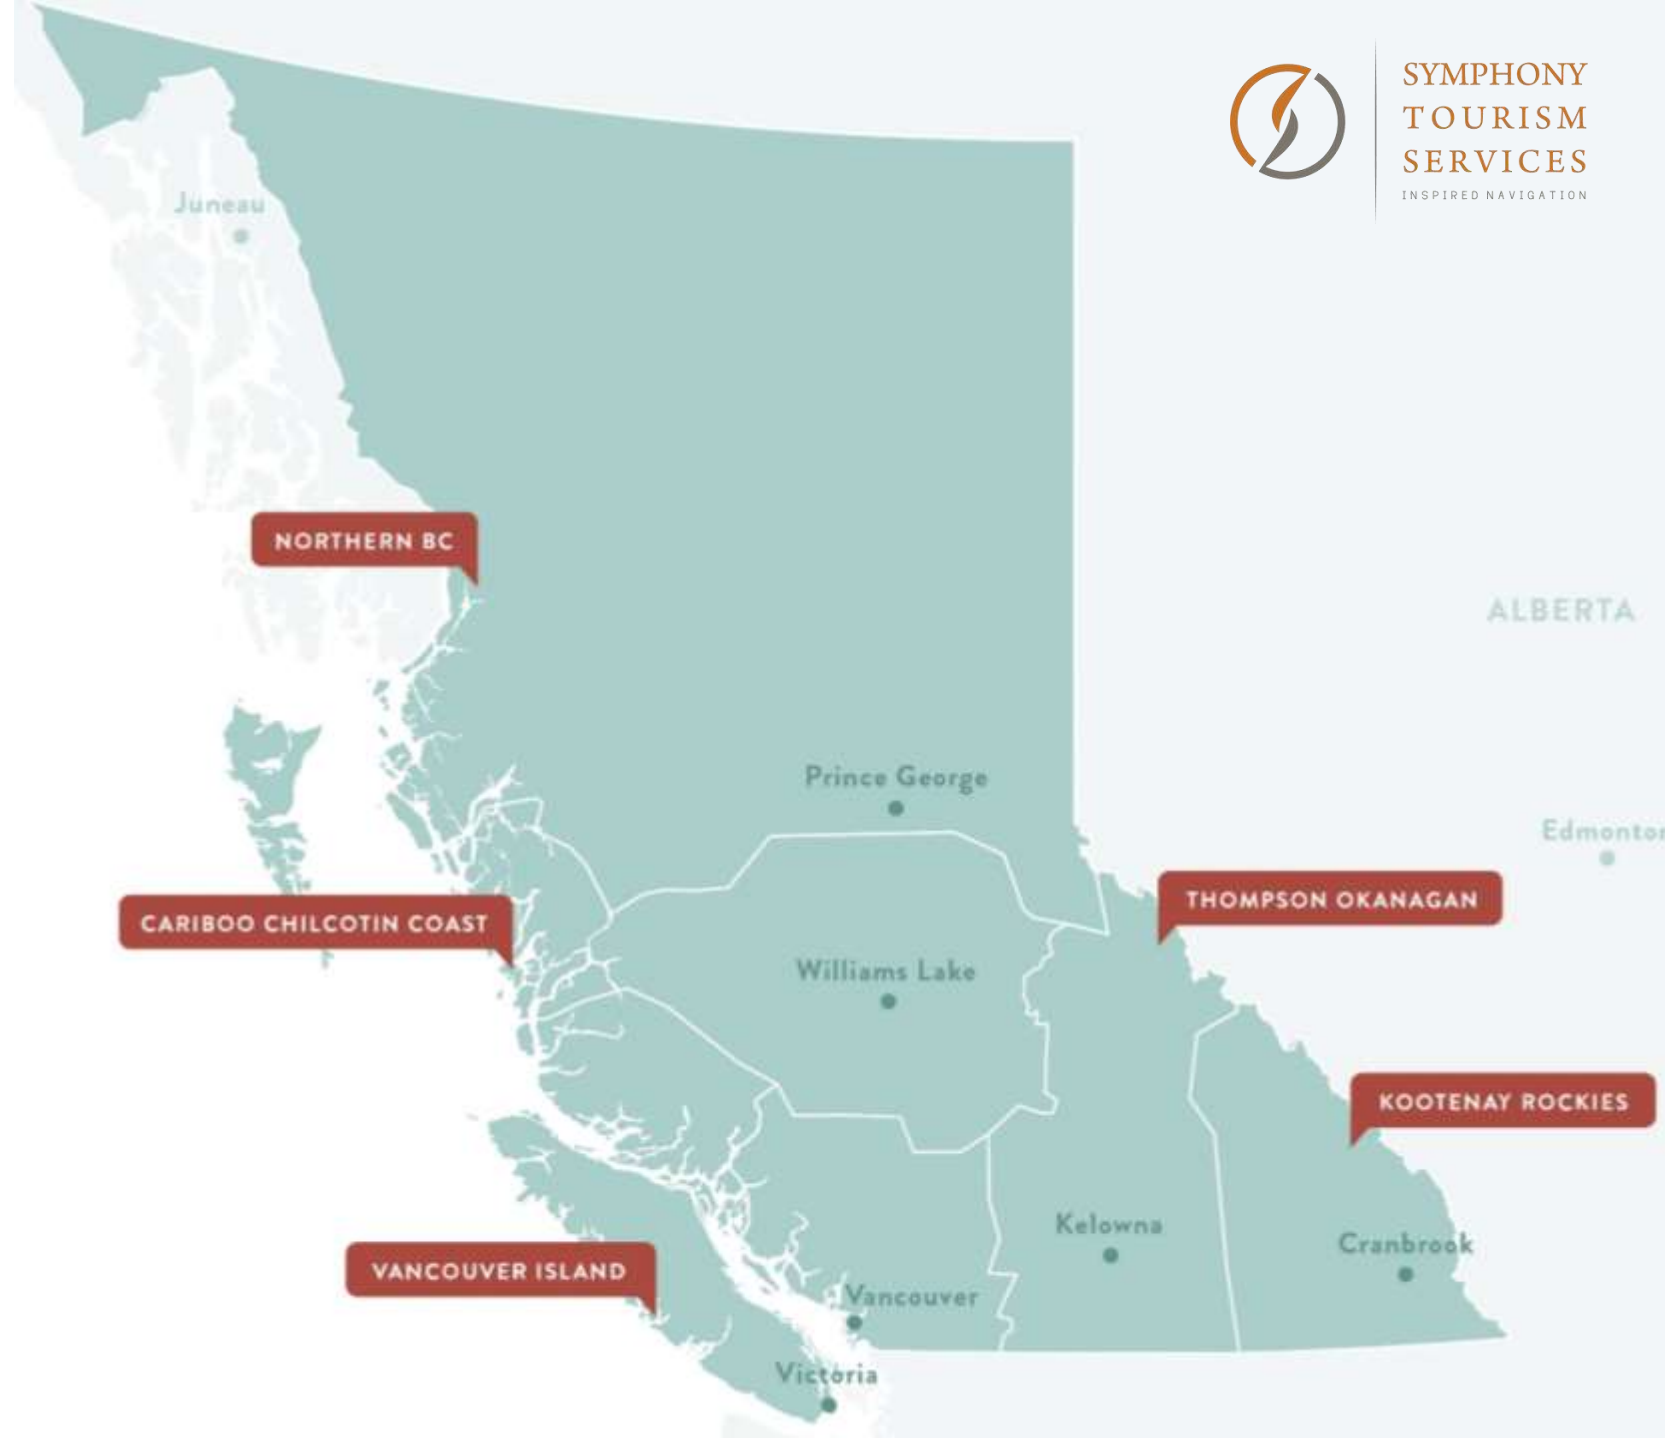 SYMPHONY
TOURISM
SERVICES
INSPIRED NAVIGATION
Juneau
NORTHERN BC
ALBERTA
Prince George
Edmonton
THOMPSON OKANAGAN
CARIBOO CHILCOTIN COAST
Williams Lake
KOOTENAY ROCKIES
Kelowna
Cranbrook
VANCOUVER ISLAND
Vancouver
Victoria